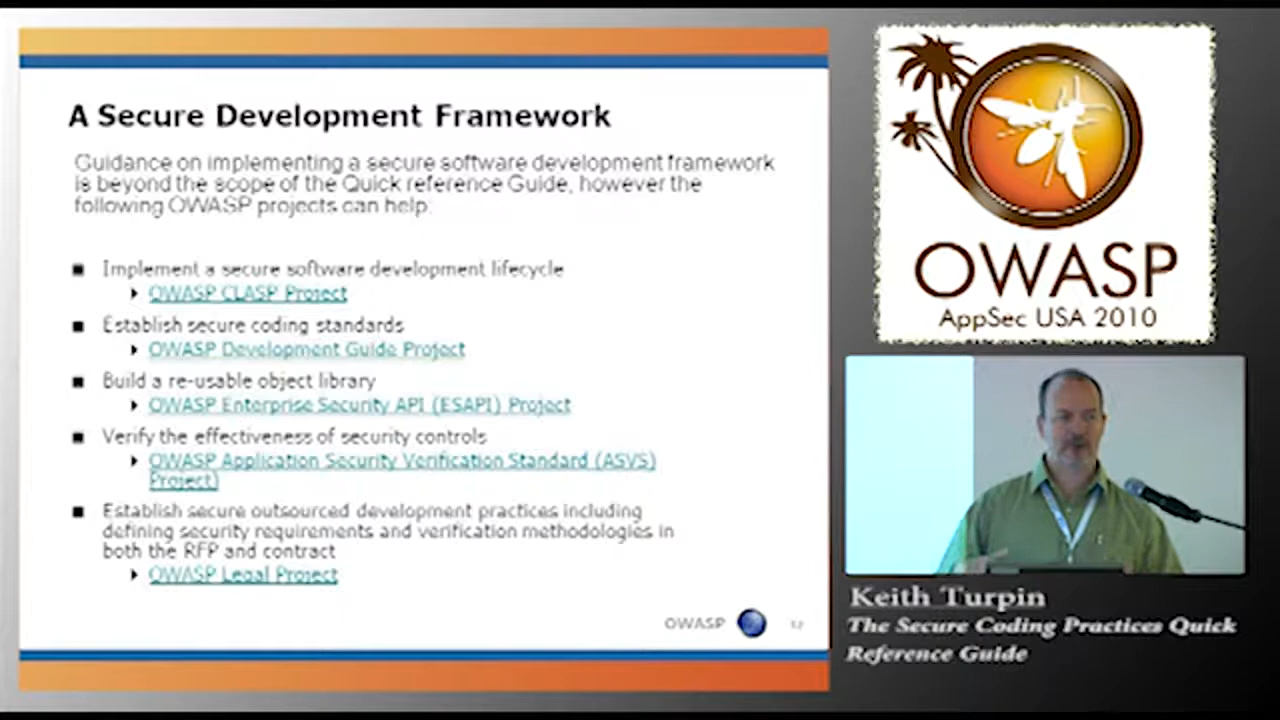 A Secure Development Framework
Guidance on implementing a secure software development framework
is beyond the scope of the Quick reference Guide, however the
following OWASP projects can help:
Implement a secure software development lifecycle
OWASP CLASP Project
Establish secure coding standards
OWASP Development Guide Project
Build a re-usable object library
OWASP Enterprise Security API (ESAPI) Project
Verify the effectiveness of security controls
OWASP Application Security Verification Standard (ASVS)
Project)
Establish secure outsourced development practices including
defining security requirements and verification methodologies in
both the RFP and contract
OWASP Legal Project
OWASP
OWASP
AppSec USA 2010
Keith Turpin
The Secure Coding Practices Quick
Reference Guide